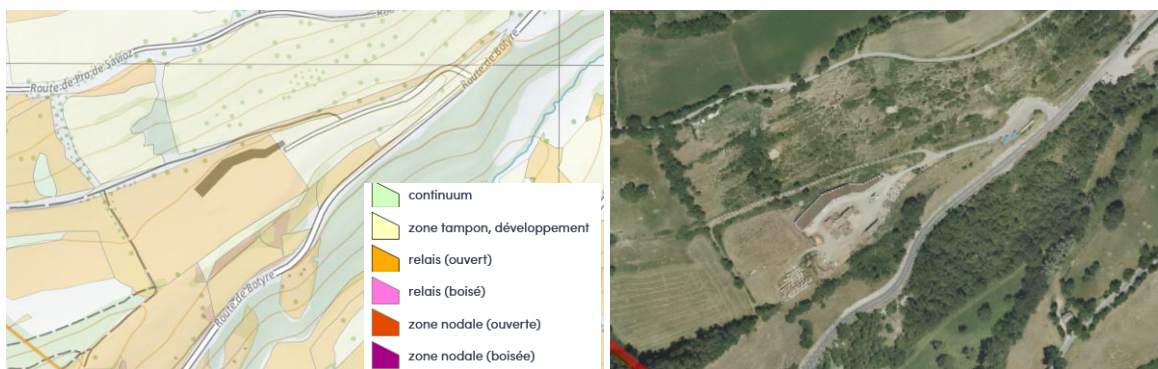 Route de Pra de Savioz
Rou
Route de Botyre
Route de Botyre
continuum
zone tampon, développement
relais (ouvert)
relais (boisé)
zone nodale (ouverte)
zone nodale (boisée)